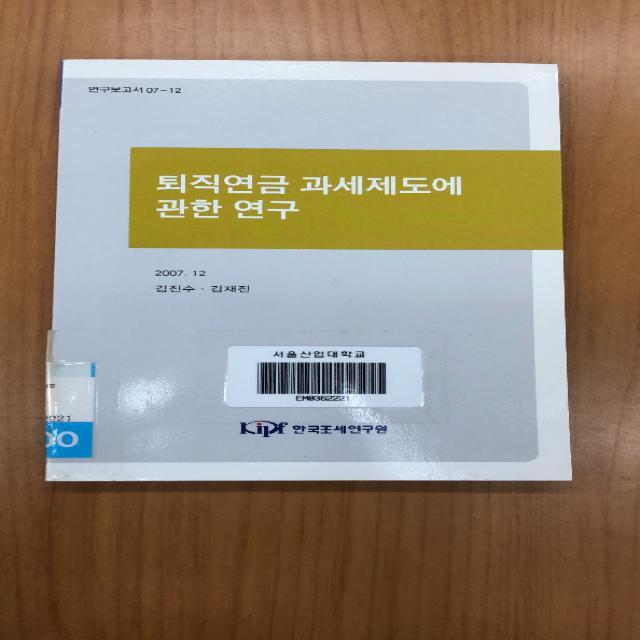 연구보고서 07-12
퇴직연금 과세제도에
관한 연구
2007. 12
김진수 · 김재진
서울산업대학교
EM0362221
221
kipf 한국조세연구원